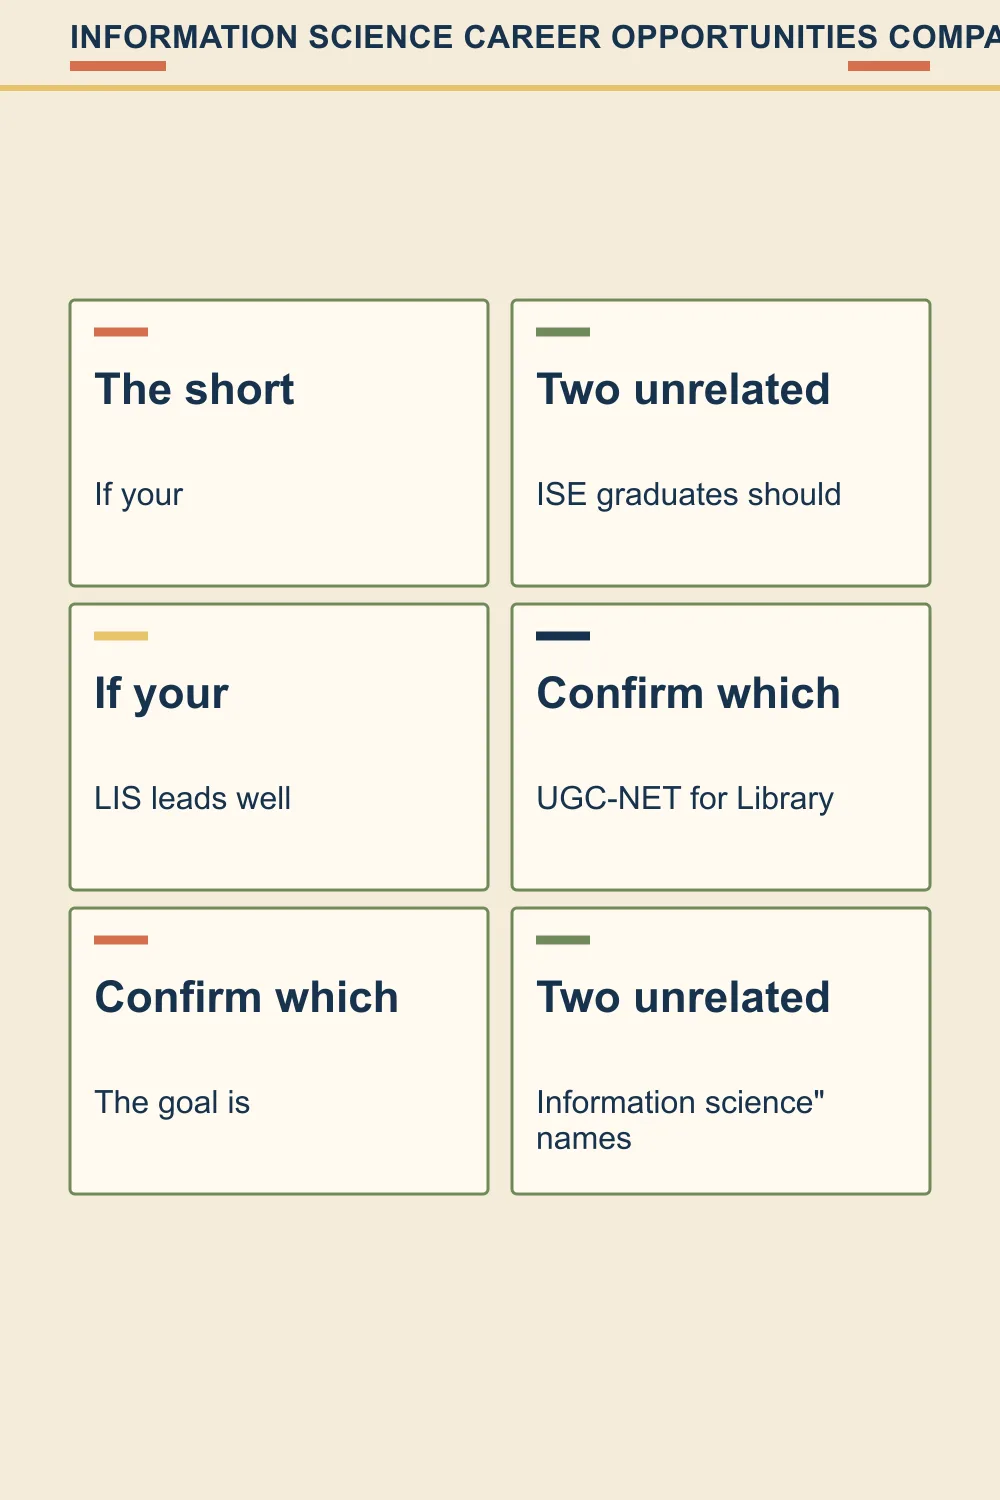 INFORMATION SCIENCE CAREER OPPORTUNITIES COMPA
The short
If your
Two unrelated
ISE graduates should
If your
LIS leads well
Confirm which
UGC-NET for Library
Confirm which
The goal is
Two unrelated
Information science"
names